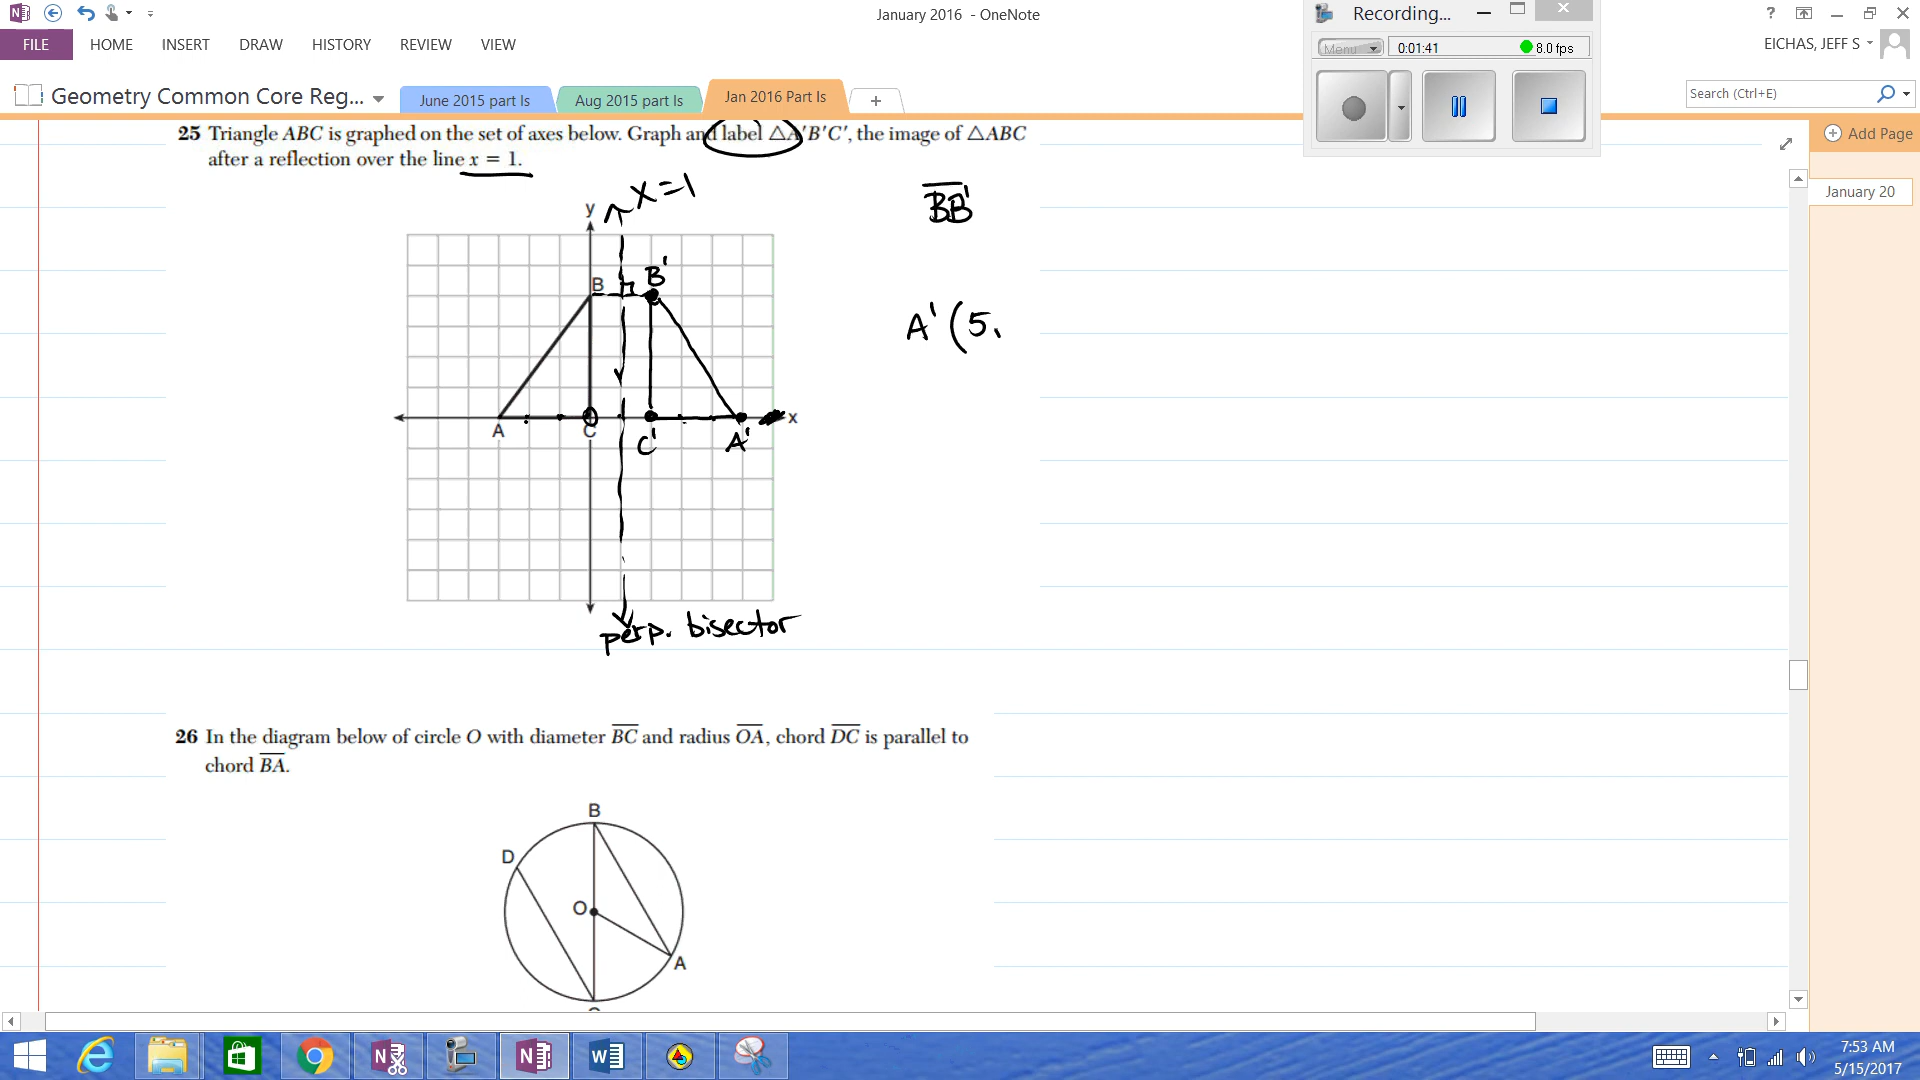 January 2016 - OneNote
Recording...
?
FILE
HOME
INSERT
DRAW
HISTORY
REVIEW
VIEW
Menu
0:01:41
8.0 fps
EICHAS, JEFF S
Geometry Common Core Reg...
June 2015 part Is
Aug 2015 part Is
Jan 2016 Part Is
+
Search (Ctrl+E)
25 Triangle ABC is graphed on the set of axes below. Graph and label △A'B'C', the image of △ABC
after a reflection over the line x = 1.
Add Page
January 20
x=1
y
BB'
B
B'
A'(5,
x
A
C
C'
A'
perp. bisector
26 In the diagram below of circle O with diameter BC and radius OA, chord DC is parallel to
chord BA.
B
D
O
A
7:53 AM
5/15/2017